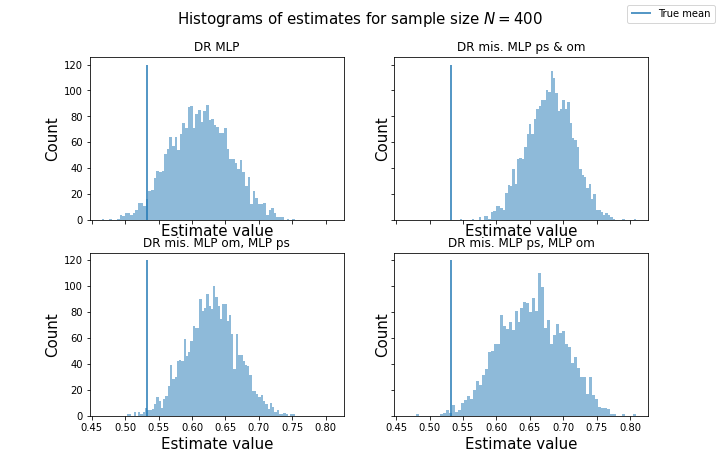 Histograms of estimates for sample size N = 400
True mean
DR MLP
DR mis. MLP ps & om
120
100
80
60
40
20
0
Count
Count
Estimate value
Estimate value
DR mis. MLP om, MLP ps
DR mis. MLP ps, MLP om
120
100
80
60
40
20
0
Count
Count
0.45 0.50 0.55 0.60 0.65 0.70 0.75 0.80
0.45 0.50 0.55 0.60 0.65 0.70 0.75 0.80
Estimate value
Estimate value